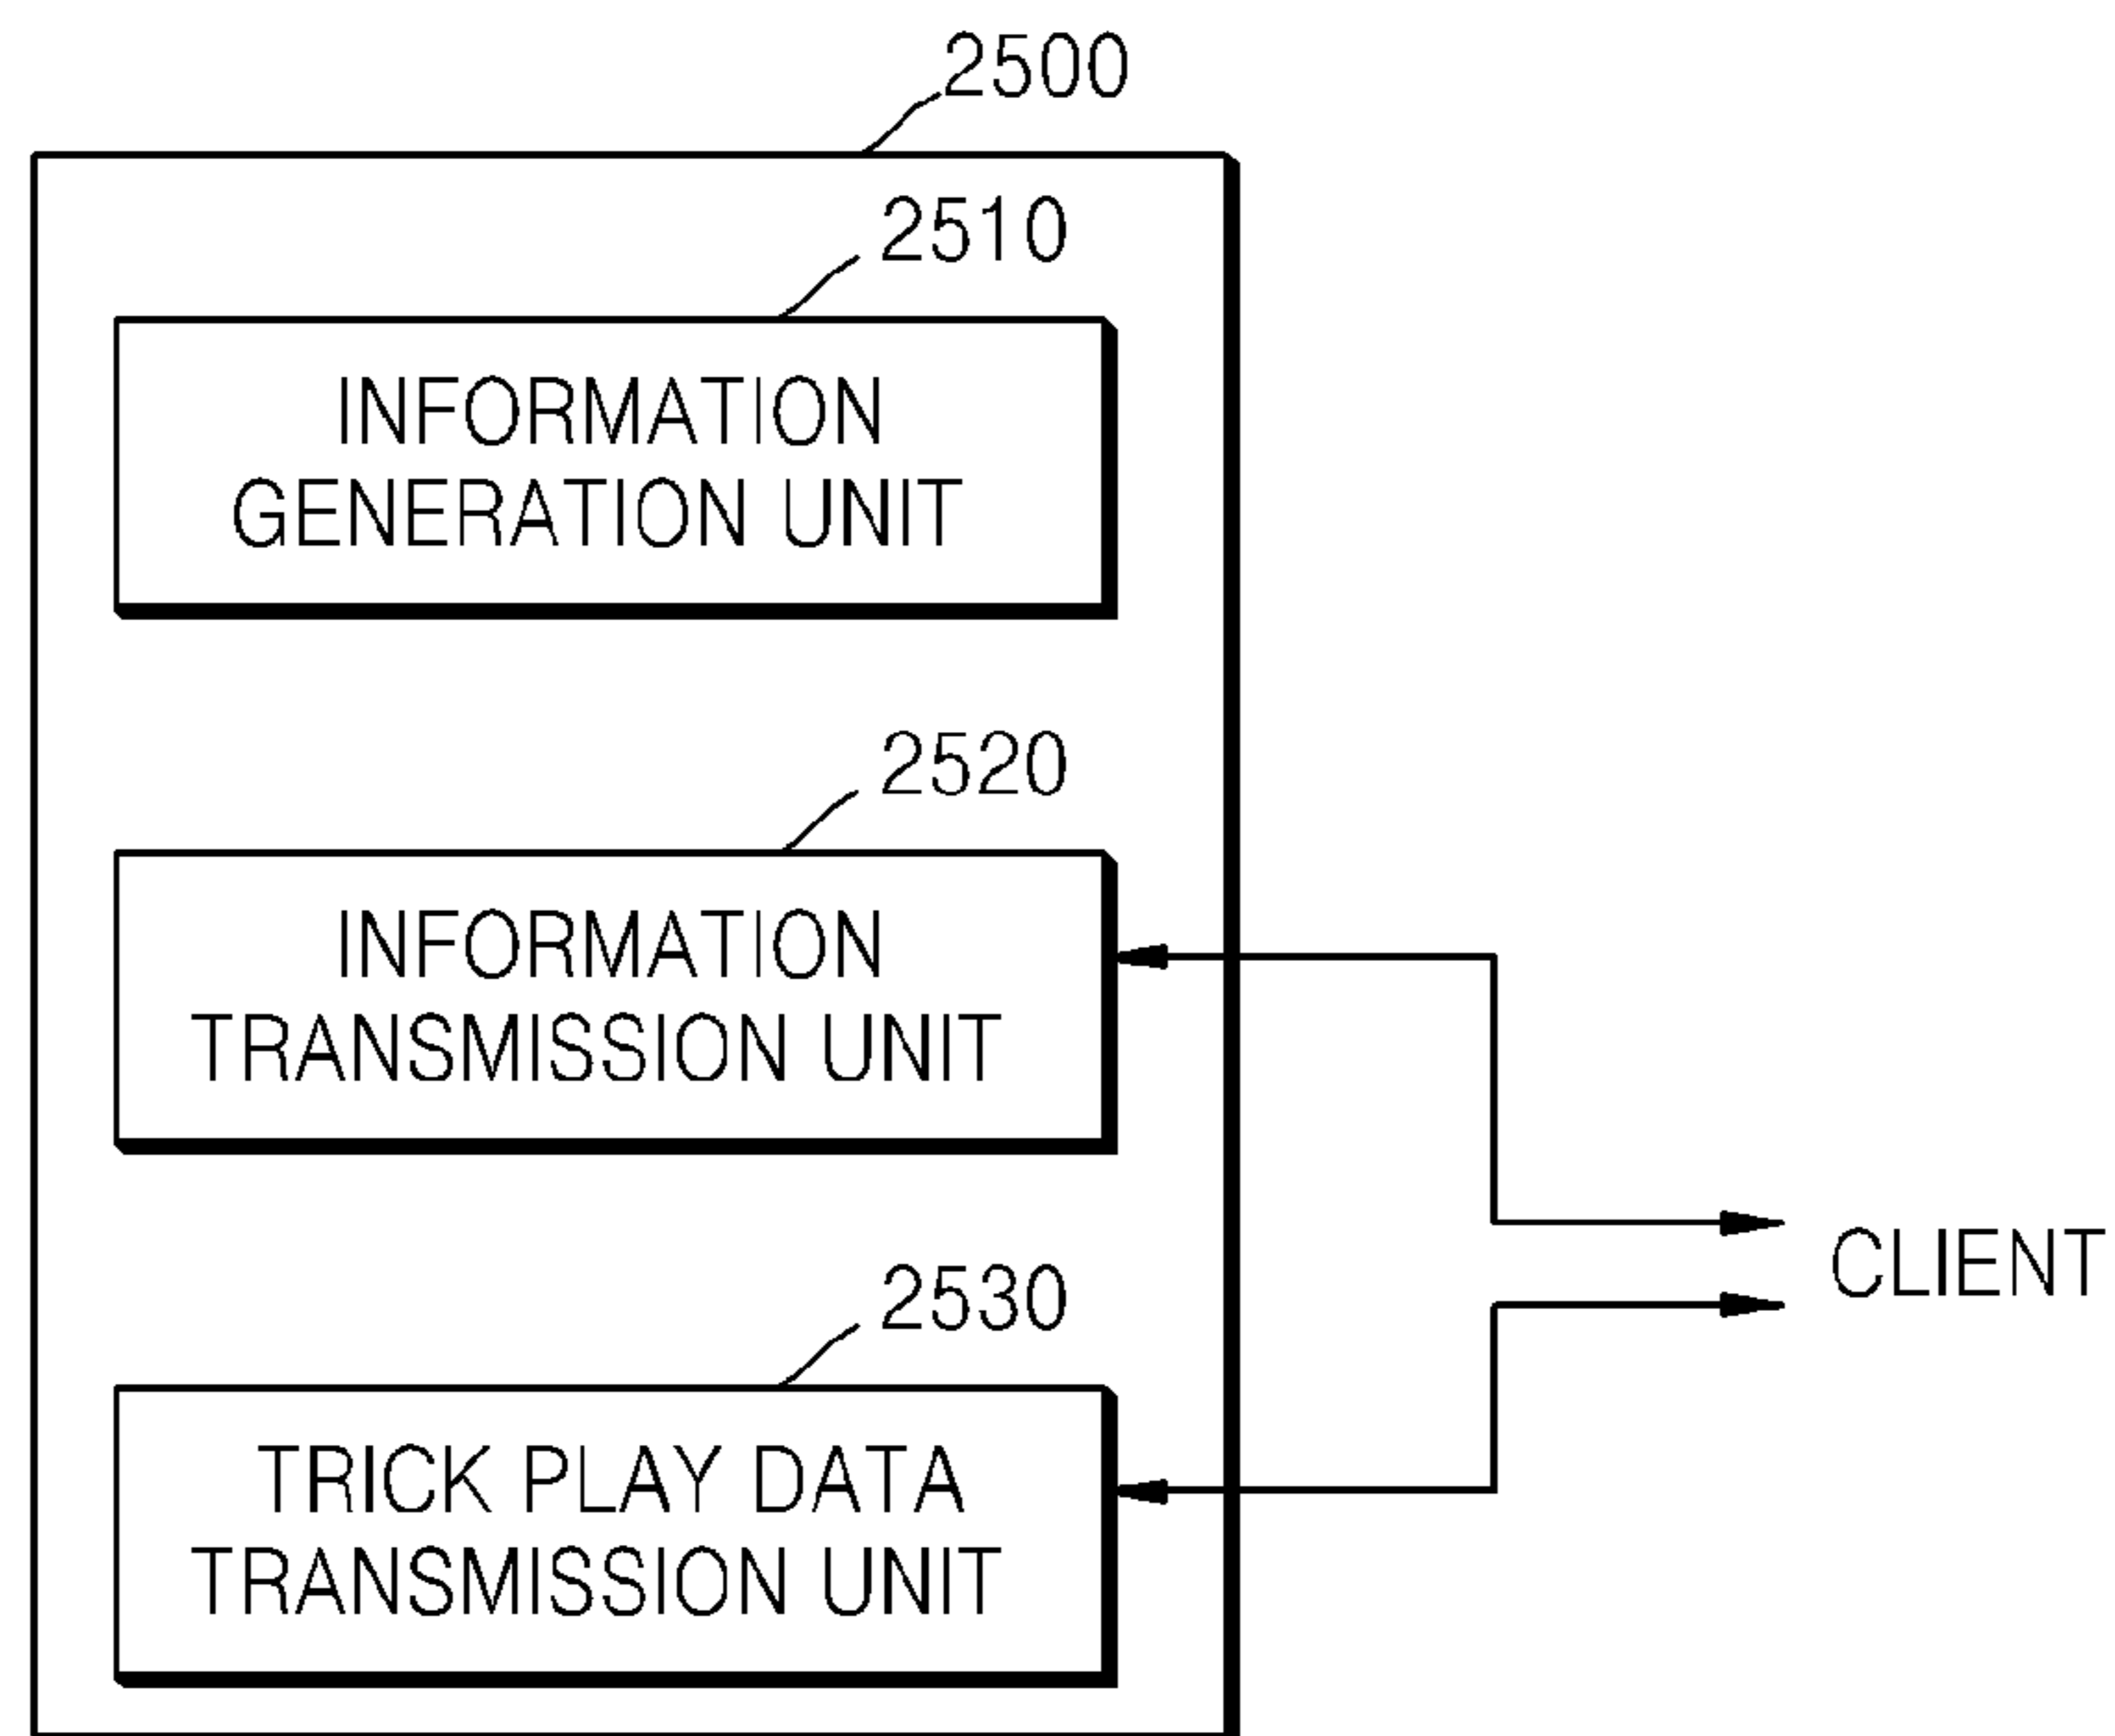 2500
2510
INFORMATION
GENERATION UNIT
2520
INFORMATION
TRANSMISSION UNIT
CLIENT
2530
TRICK PLAY DATA
TRANSMISSION UNIT